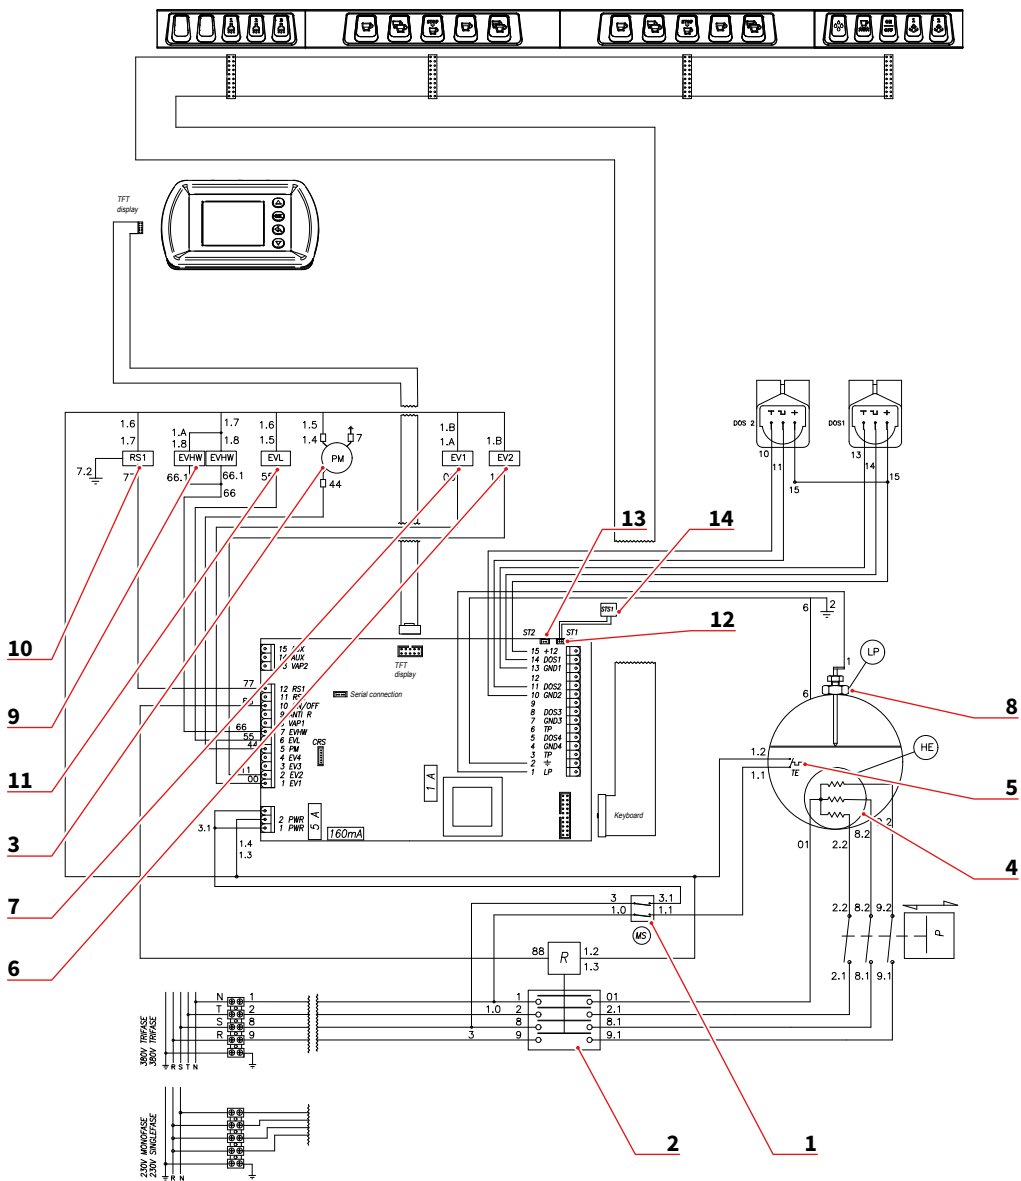 TFT
display
DOS 2
DOS1
10
11
15
13
14
15
1.6
1.7
1.A
1.8
1.7
1.8
1.6
1.5
1.5
1.4
7
1.B
1.A
1.B
7.2
RS1
EVHW
EVHW
EVL
PM
EV1
EV2
66.1
66.1
66
44
13
14
12
10
9
11
3
7
6
8
5
4
2
1
STS1
ST2
ST1
6
2
1
6
LP
HE
15 +12
14 DOS1
13 GND1
12
11 DOS2
10 GND2
9
8 DOS3
7 GND3
6 TP
5 DOS4
4 GND4
3 TP
2
1 LP
TFT
display
Serial connection
CRS
77
12 RS1
7 EVHW
6 EVL
5 PM
4 EV4
3 EV3
2 EV2
1 EV1
66
55
44
00
2 PWR
1 PWR
5 A
160mA
1 A
Keyboard
3.1
1.4
1.3
1.2
1.1
TE
01
2.2
8.2
3
3.1
1.0
1.1
MS
2.2
8.2
9.2
P
2.1
8.1
9.1
88
R
1.2
1.3
N
1
T
2
S
8
R
9
1.0
3
1
01
2
2.1
8
8.1
9
9.1
380V TRIFASE
380V TRIFASE
R S T N
230V MONOFASE
230V SINGLEFASE
R N